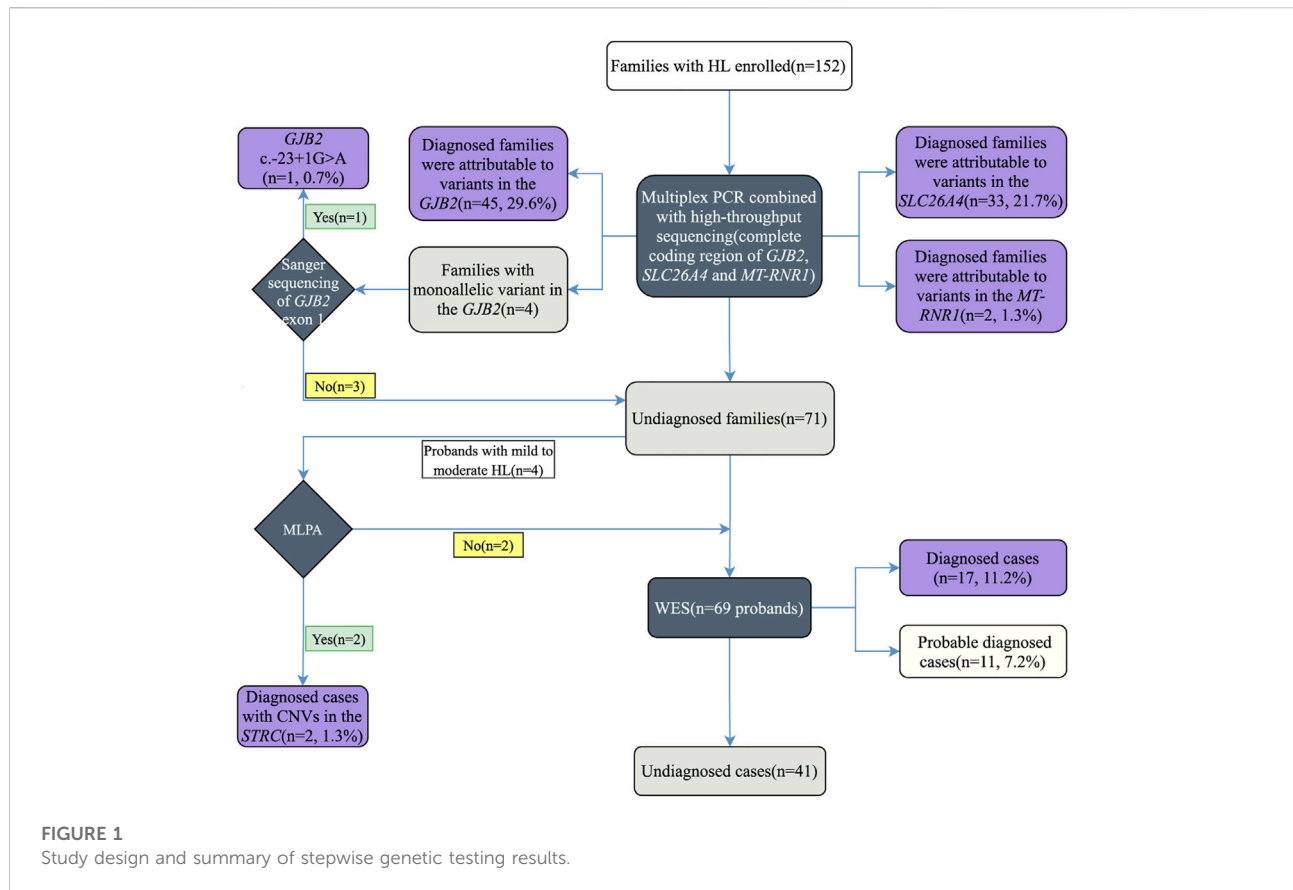 Families with HL enrolled(n=152)
GJB2
c.-23+1G>A
(n=1, 0.7%)
Diagnosed families
were attributable to
variants in the
GJB2(n=45, 29.6%)
Multiplex PCR combined
with high-throughput
sequencing(complete
coding region of GJB2,
SLC26A4 and MT-RNR1)
Diagnosed families
were attributable to
variants in the
SLC26A4(n=33, 21.7%)
Yes(n=1)
Sanger
sequencing
of GJB2
exon 1
Families with
monoallelic variant in
the GJB2(n=4)
Diagnosed families
were attributable to
variants in the MT-
RNR1(n=2, 1.3%)
No(n=3)
Undiagnosed families(n=71)
Probands with mild to
moderate HL(n=4)
MLPA
No(n=2)
Diagnosed cases
(n=17, 11.2%)
WES(n=69 probands)
Yes(n=2)
Probable diagnosed
cases(n=11, 7.2%)
Diagnosed cases
with CNVs in the
STRC(n=2, 1.3%)
Undiagnosed cases(n=41)
FIGURE 1
Study design and summary of stepwise genetic testing results.